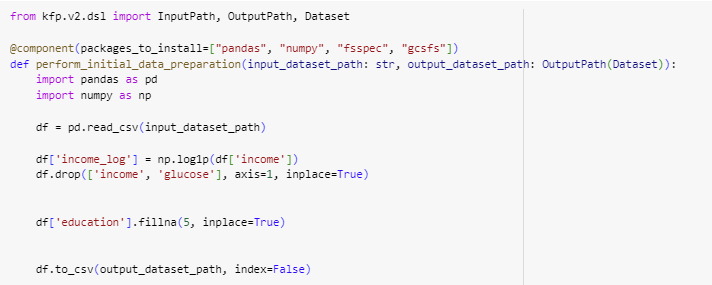 from kfp.v2.dsl import InputPath, OutputPath, Dataset
@component(packages_to_install=["pandas", "numpy", "fsspec", "gcsfs"])
def perform_initial_data_preparation(input_dataset_path: str, output_dataset_path: OutputPath(Dataset)):
    import pandas as pd
    import numpy as np
    df = pd.read_csv(input_dataset_path)
    df['income_log'] = np.log1p(df['income'])
    df.drop(['income', 'glucose'], axis=1, inplace=True)
    df['education'].fillna(5, inplace=True)
    df.to_csv(output_dataset_path, index=False)